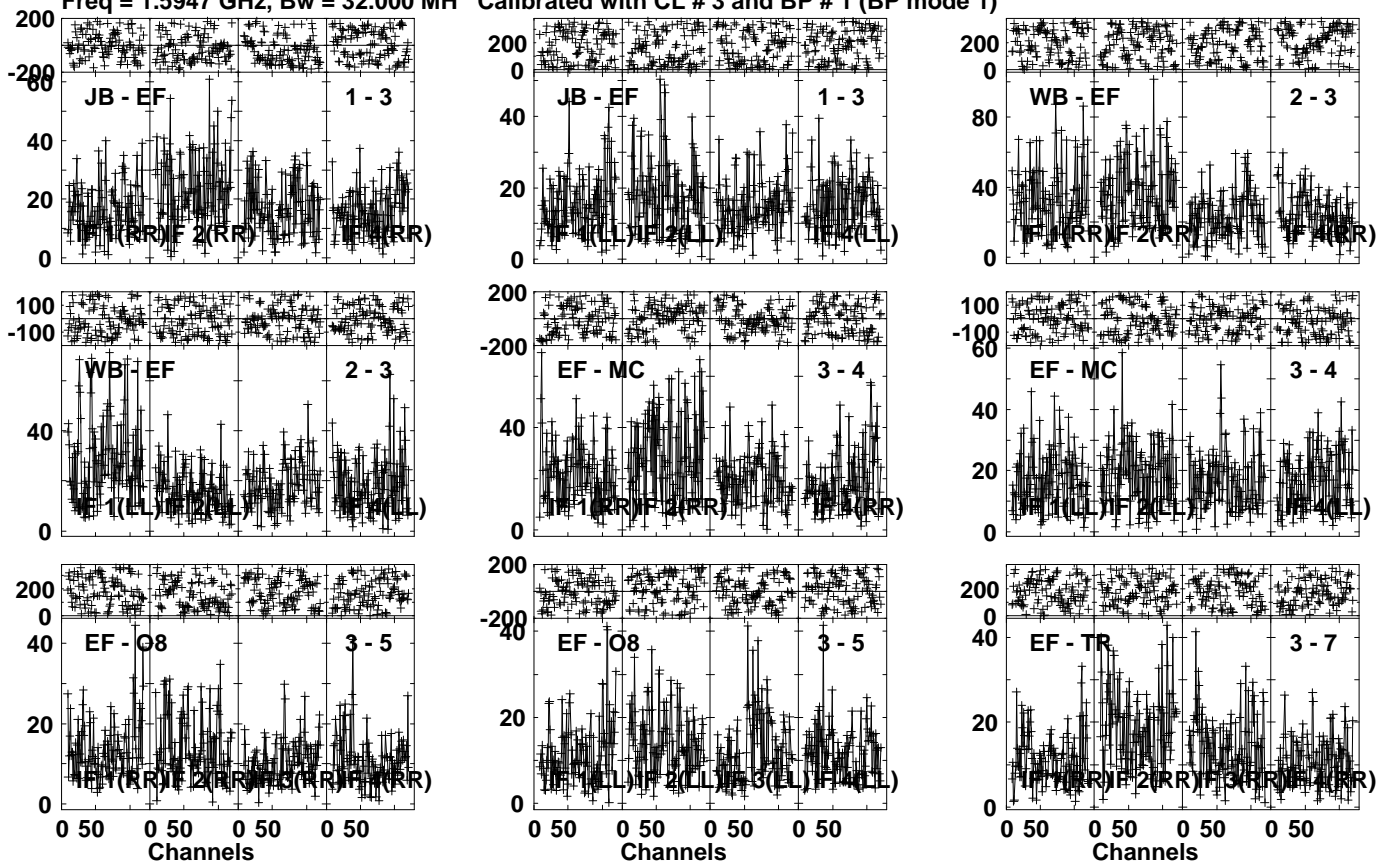 Freq = 1.5947 GHz, Bw = 32.000 MH Calibrated with CL # 3 and BP # 1 (BP mode 1)
200
-200
60
40
20
0
JB - EF 1 - 3
IF 1(RR) IF 2(RR) IF 4(RR)
200
0
40
20
0
JB - EF 1 - 3
IF 1(LL) IF 2(LL) IF 4(LL)
200
0
80
40
0
WB - EF 2 - 3
IF 1(RR) IF 2(RR) IF 4(RR)
100
-100
40
0
WB - EF 2 - 3
IF 1(LL) IF 2(LL) IF 4(LL)
200
-200
40
0
EF - MC 3 - 4
IF 1(RR) IF 2(RR) IF 4(RR)
100
-100
60
40
20
0
EF - MC 3 - 4
IF 1(LL) IF 2(LL) IF 4(LL)
200
0
40
20
0
EF - O8 3 - 5
IF 1(RR) IF 2(RR) IF 3(RR) IF 4(RR)
0 50 0 50 0 50 0 50
Channels
200
-200
40
20
0
EF - O8 3 - 5
IF 1(LL) IF 2(LL) IF 3(LL) IF 4(LL)
0 50 0 50 0 50 0 50
Channels
200
0
40
20
0
EF - TR 3 - 7
IF 1(RR) IF 2(RR) IF 3(RR) IF 4(RR)
0 50 0 50 0 50 0 50
Channels